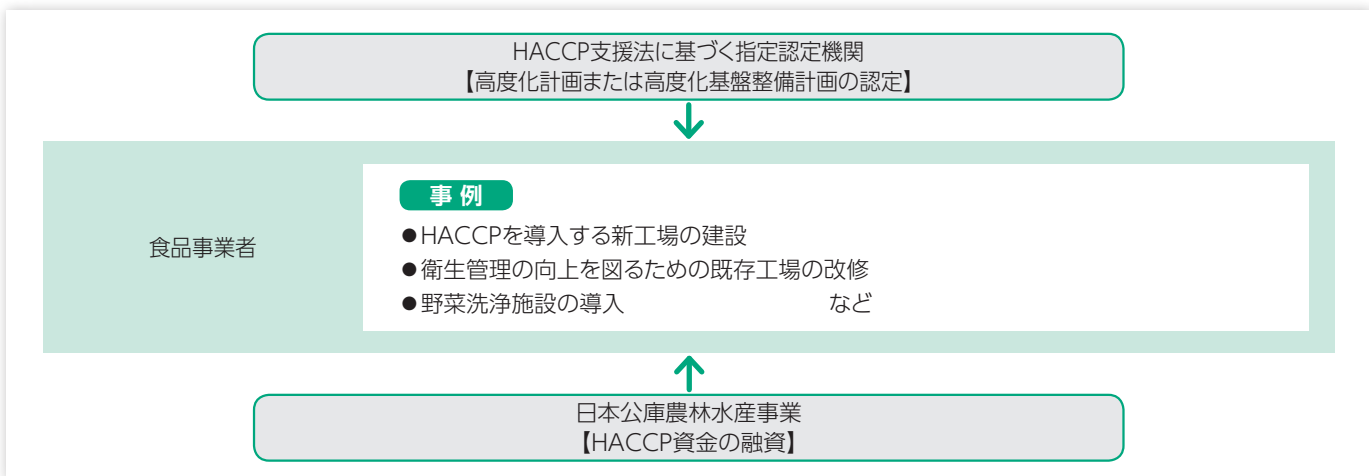 HACCP支援法に基づく指定認定機関
【高度化計画または高度化基盤整備計画の認定】
食品事業者
事例
●HACCPを導入する新工場の建設
●衛生管理の向上を図るための既存工場の改修
●野菜洗浄施設の導入 など
日本公庫農林水産事業
【HACCP資金の融資】